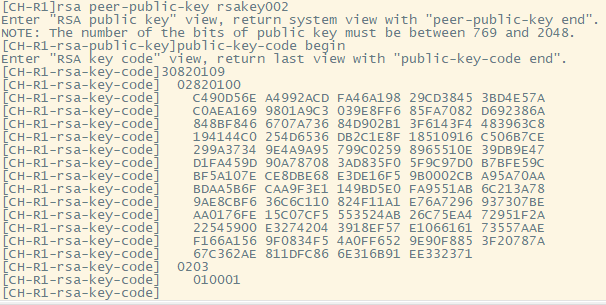 [CH-R1]rsa peer-public-key rsakey002
Enter "RSA public key" view, return system view with "peer-public-key end".
NOTE: The number of the bits of public key must be between 769 and 2048.
[CH-R1-rsa-public-key]public-key-code begin
Enter "RSA key code" view, return last view with "public-key-code end".
[CH-R1-rsa-key-code]30820109
[CH-R1-rsa-key-code]  02820100
[CH-R1-rsa-key-code]    C490D56E A4992ACD FA46A198 29CD3845 3BD4E57A
[CH-R1-rsa-key-code]    C0AEA169 9801A9C3 039E8FF6 85FA7082 D692386A
[CH-R1-rsa-key-code]    848BF846 6707A736 84D902B1 3F6143F4 483963C8
[CH-R1-rsa-key-code]    194144C0 254D6536 DB2C1E8F 18510916 C506B7CE
[CH-R1-rsa-key-code]    299A3734 9E4A9A95 799C0259 8965510E 39DB9E47
[CH-R1-rsa-key-code]    D1FA459D 90A78708 3AD835F0 5F9C97D0 B7BFE59C
[CH-R1-rsa-key-code]    BF5A107E CE8DBE68 E3DE16F5 9B0002CB A95A70AA
[CH-R1-rsa-key-code]    BDAA5B6F CAA9F3E1 149BD5E0 FA9551AB 6C213A78
[CH-R1-rsa-key-code]    9AE8CBF6 36C6C110 824F11A1 E76A7296 937307BE
[CH-R1-rsa-key-code]    AA0176FE 15C07CF5 553524AB 26C75EA4 72951F2A
[CH-R1-rsa-key-code]    22545900 E3274204 3918EF57 E1066161 73557AAE
[CH-R1-rsa-key-code]    F166A156 9F0834F5 4A0FF652 9E90F885 3F20787A
[CH-R1-rsa-key-code]    67C362AE 811DFC86 6E316B91 EE332371
[CH-R1-rsa-key-code]  0203
[CH-R1-rsa-key-code]    010001
[CH-R1-rsa-key-code]